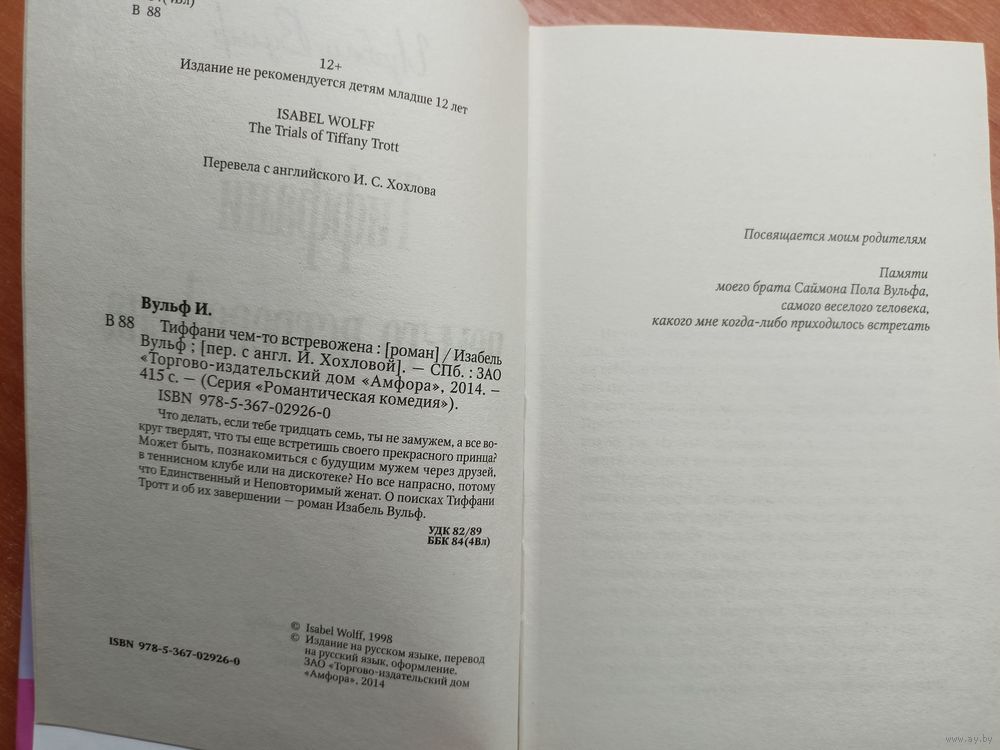 84(4Вл)
В 88
12+
Издание не рекомендуется детям младше 12 лет
ISABEL WOLFF
The Trials of Tiffany Trott
Перевела с английского И. С. Хохлова
Вульф И.
В 88 Тиффани чем-то встревожена : [роман] / Изабель
Вульф ; [пер. с англ. И. Хохловой]. — СПб. : ЗАО
«Торгово-издательский дом «Амфора», 2014. –
415 с. — (Серия «Романтическая комедия»).
ISBN 978-5-367-02926-0
Что делать, если тебе тридцать семь, ты не замужем, а все во-
круг твердят, что ты еще встретишь своего прекрасного принца?
Может быть, познакомиться с будущим мужем через друзей,
в теннисном клубе или на дискотеке? Но все напрасно, потому
что Единственный и Неповторимый женат. О поисках Тиффани
Тротт и об их завершении — роман Изабель Вульф.
УДК 82/89
ББК 84(4Вл)
© Isabel Wolff, 1998
© Издание на русском языке, перевод
на русский язык, оформление.
ЗАО «Торгово-издательский дом
«Амфора», 2014
ISBN 978-5-367-02926-0
Посвящается моим родителям
Памяти
моего брата Саймона Пола Вульфа,
самого веселого человека,
какого мне когда-либо приходилось встречать
www.ay.by